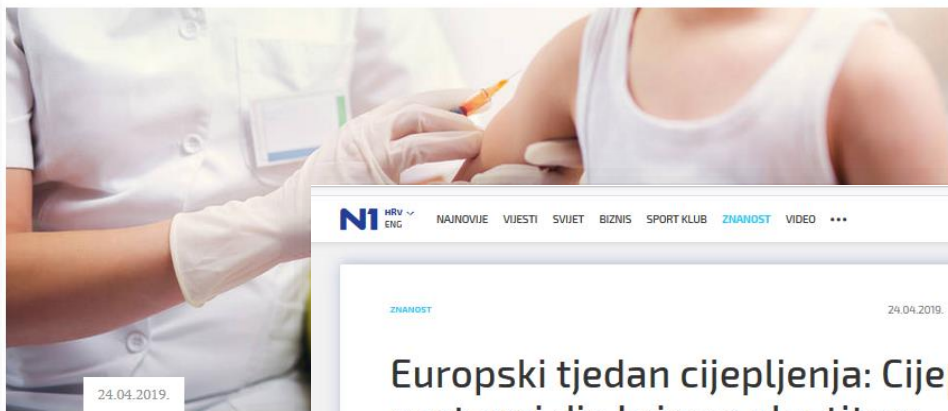 N1 HRV
ENG
NAJNOVIJE VIJESTI SVIJET BIZNIS SPORT KLUB ZNANOST VIDEO •••
ZNANOST
24.04.2019.
Europski tjedan cijepljenja: Cije
24.04.2019.